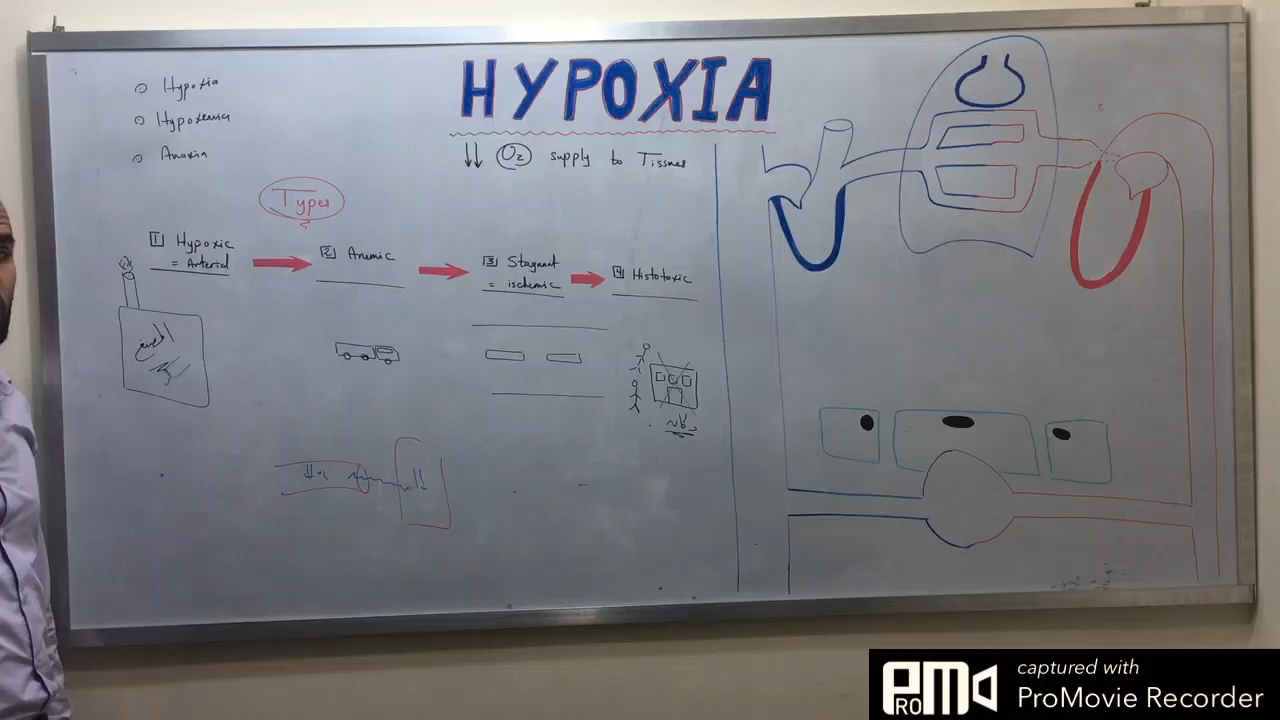 HYPOXIA
↓↓ O₂ supply to Tissues
o Hypoxia
o Hypoxemia
o Anoxia
Types
1 Hypoxic
= Arterial
2 Anemic
3 Stagnant
= ischemic
4 Histotoxic
PROM
captured with
ProMovie Recorder